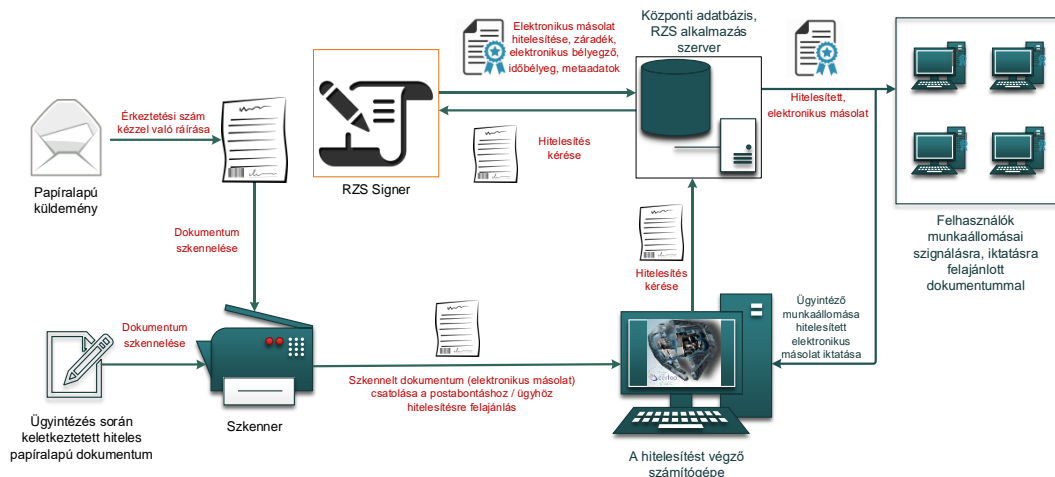 Elektronikus másolat
hitelesítése, záradék,
elektronikus bélyegző,
időbélyeg, metaadatok
Központi adatbázis,
RZS alkalmazás
szerver
Érkeztetési szám
kézzel való ráírása
Papíralapú
küldemény
RZS Signer
Hitelesítés
kérése
Hitelesített,
elektronikus másolat
Felhasználók
munkaállomásai
szignálásra, iktatásra
felajánlott
dokumentummal
Dokumentum
szkennelése
Hitelesítés
kérése
Ügyintéző
munkaállomása
hitelesített
elektronikus
másolat iktatása
Dokumentum
szkennelése
Szkennelt dokumentum (elektronikus másolat)
csatolása a postabontáshoz / ügyhöz
hitelesítésre felajánlás
Ügyintézés során
keletkeztetett hiteles
papíralapú dokumentum
Szkenner
A hitelesítést végző
számítógépe